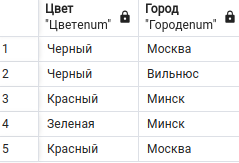 Цвет Город
"Цветenum" "Городenum"
1 Черный Москва
2 Черный Вильнюс
3 Красный Минск
4 Зеленая Минск
5 Красный Москва